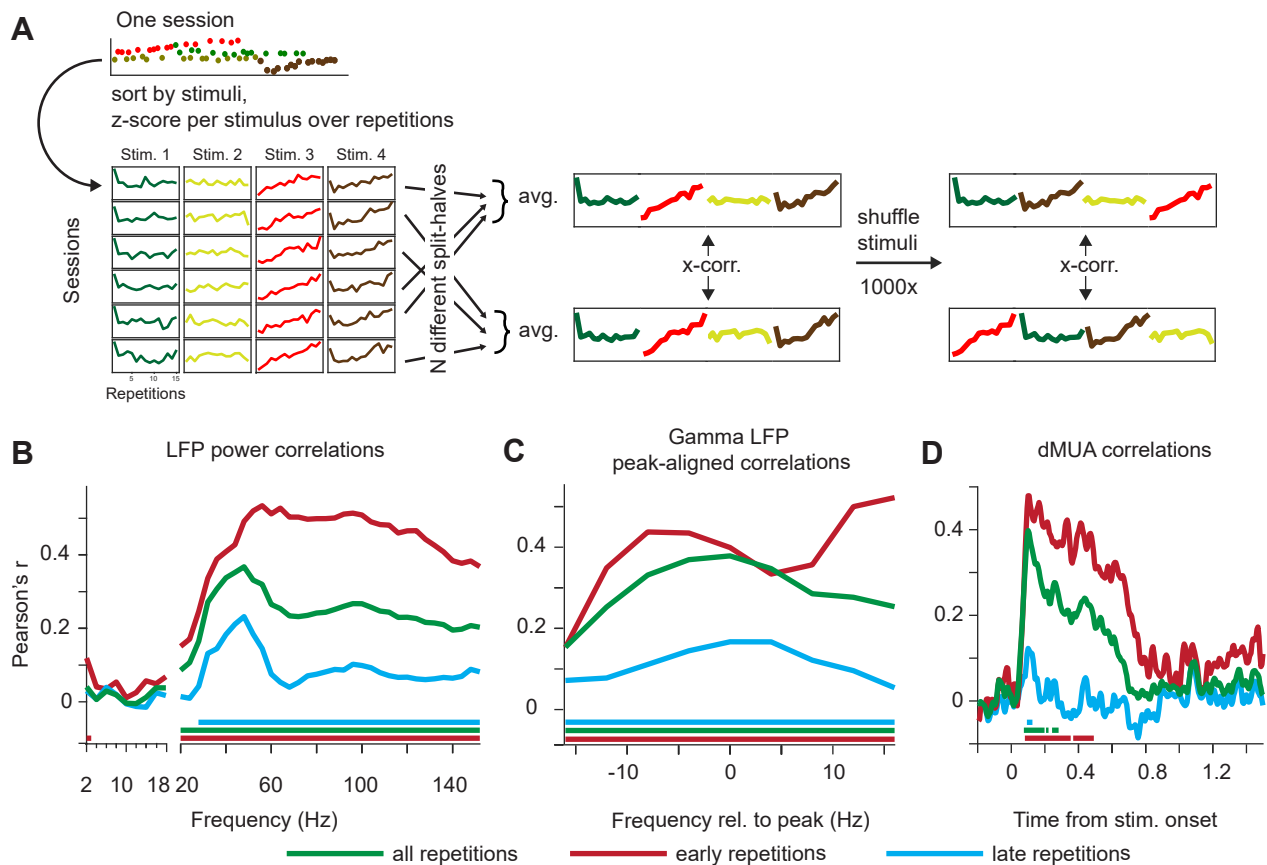 A
One session
sort by stimuli,
z-score per stimulus over repetitions
Stim. 1 Stim. 2 Stim. 3 Stim. 4
Sessions
5 10 15
Repetitions
N different split-halves
avg.
avg.
x-corr.
shuffle
stimuli
1000x
x-corr.
B
LFP power correlations
Pearson's r
0.4
0.2
0
2 10 18 20 60 100 140
Frequency (Hz)
C
Gamma LFP
peak-aligned correlations
0.4
0.2
0
-10 0 10
Frequency rel. to peak (Hz)
D
dMUA correlations
0.4
0.2
0
0 0.4 0.8 1.2
Time from stim. onset
all repetitions early repetitions late repetitions